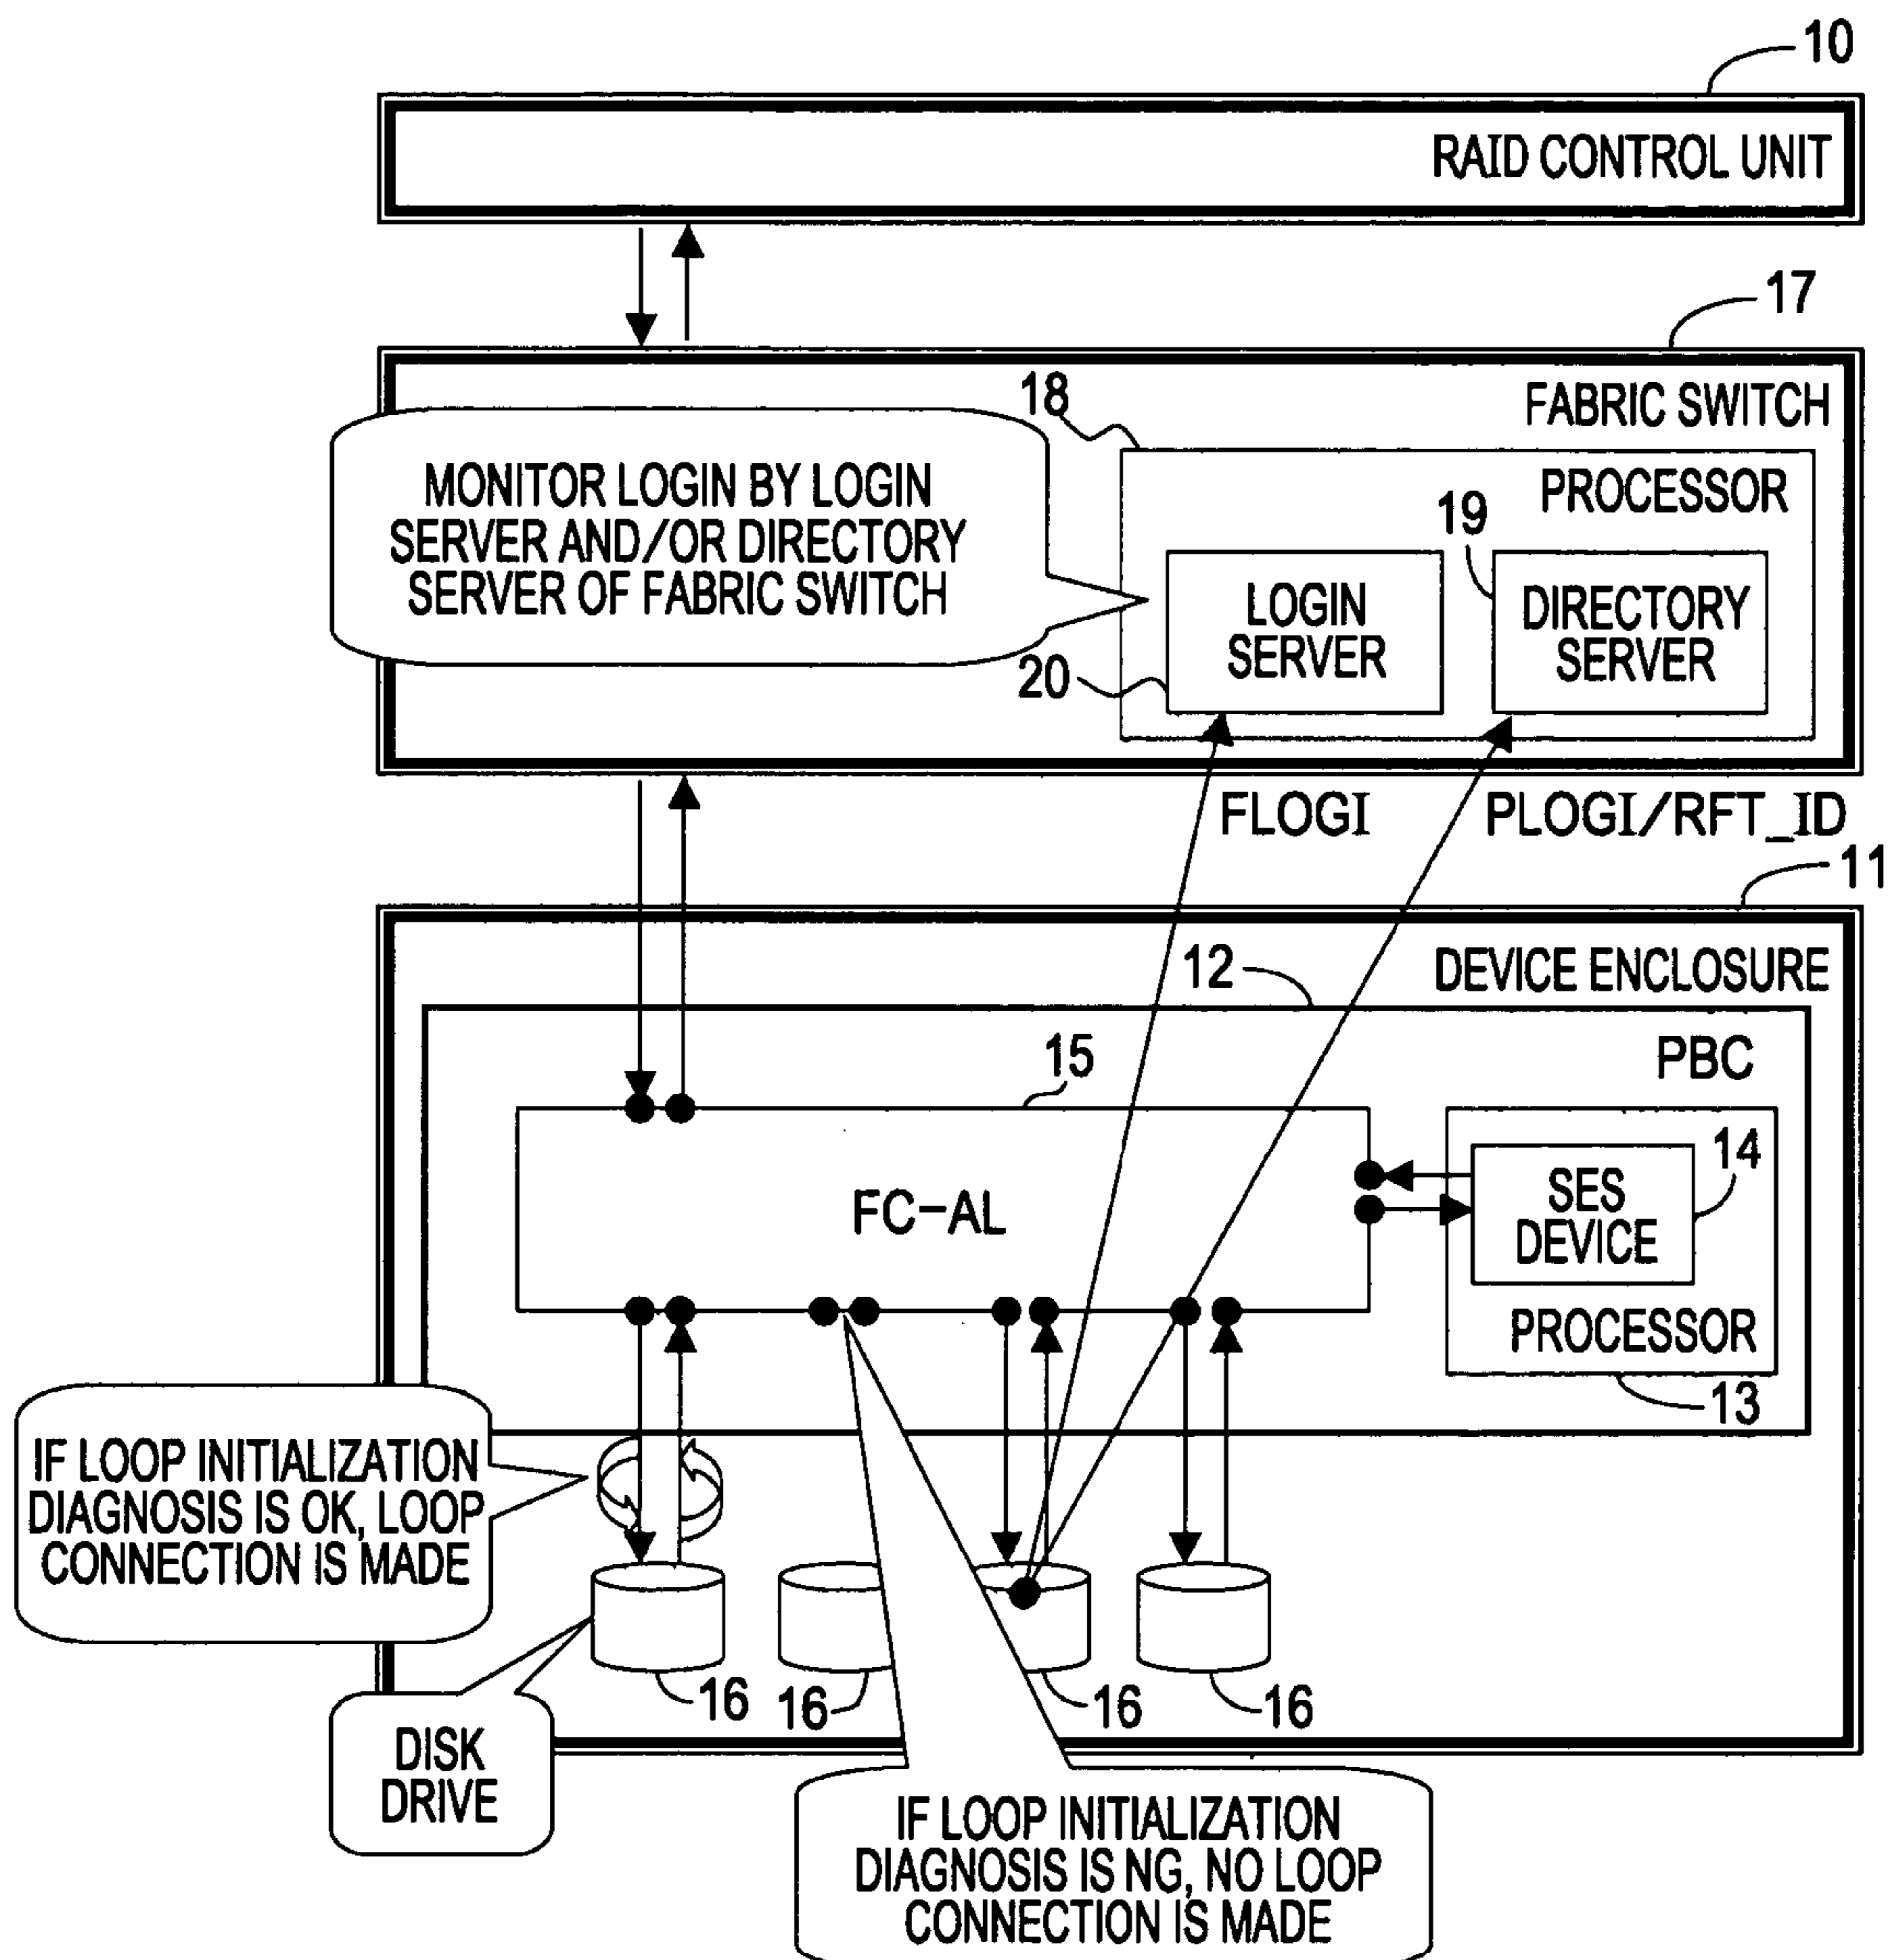 10
RAID CONTROL UNIT
17
FABRIC SWITCH
18
PROCESSOR
MONITOR LOGIN BY LOGIN
SERVER AND/OR DIRECTORY
SERVER OF FABRIC SWITCH
19
LOGIN
SERVER
DIRECTORY
SERVER
20
FLOGI
PLOGI/RFT_ID
11
DEVICE ENCLOSURE
12
PBC
15
FC-AL
14
SES
DEVICE
PROCESSOR
13
IF LOOP INITIALIZATION
DIAGNOSIS IS OK, LOOP
CONNECTION IS MADE
16
16
16
16
DISK
DRIVE
IF LOOP INITIALIZATION
DIAGNOSIS IS NG, NO LOOP
CONNECTION IS MADE